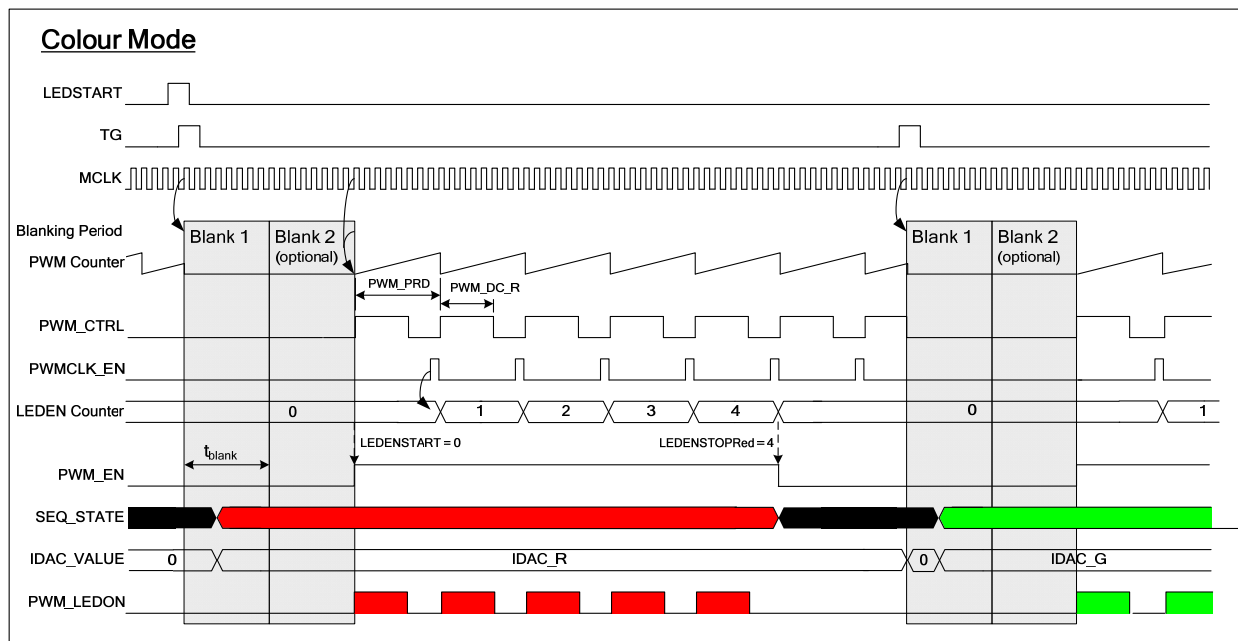 Colour Mode
LEDSTART
TG
MCLK
Blanking Period
Blank 1
Blank 2
(optional)
Blank 1
Blank 2
(optional)
PWM Counter
PWM_PRD
PWM_DC_R
PWM_CTRL
PWMCLK_EN
LEDEN Counter
0
1
2
3
4
0
1
LEDENSTART = 0
LEDENSTOPRed = 4
tblank
PWM_EN
SEQ_STATE
IDAC_VALUE
0
IDAC_R
0
IDAC_G
PWM_LEDON